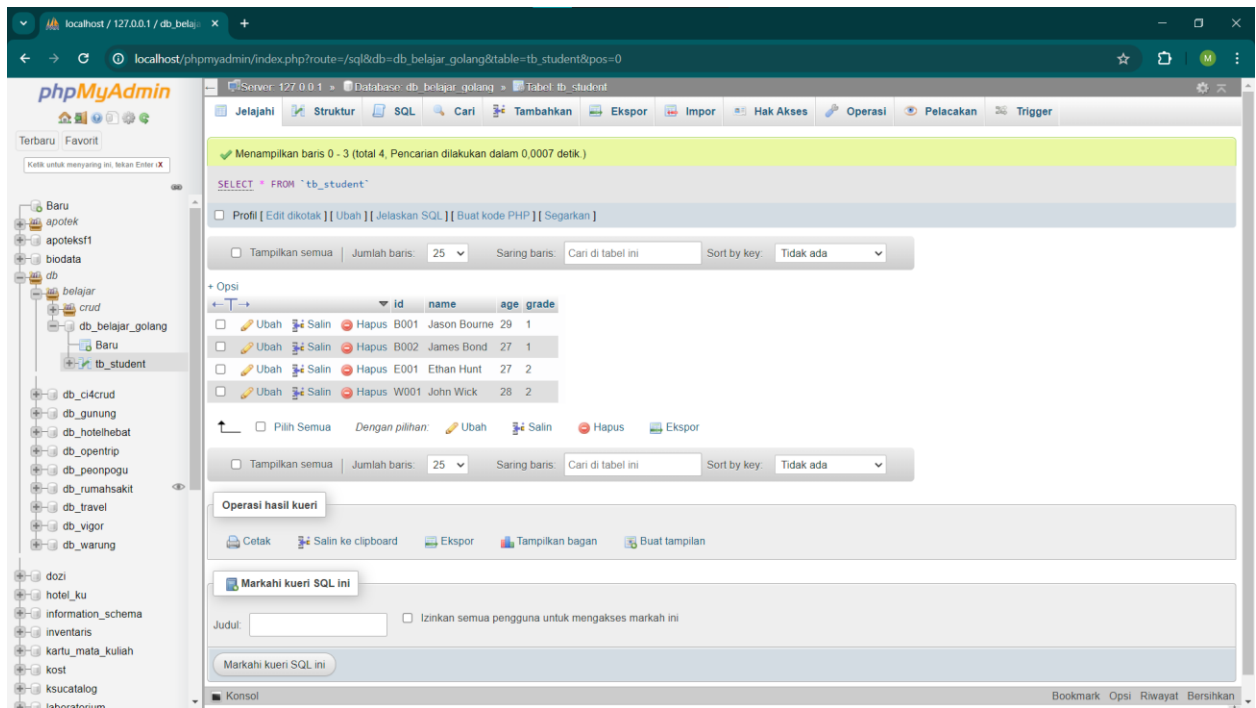 localhost / 127.0.0.1 / db_belaja
localhost/phpmyadmin/index.php?route=/sql&db=db_belajar_golang&table=tb_student&pos=0
M
phpMyAdmin
Terbaru Favorit
Ketik untuk menyaring ini, tekan Enter X
Baru
apotek
apoteksf1
biodata
db
belajar
crud
db_belajar_golang
Baru
tb_student
db_ci4crud
db_gunung
db_hotelhebat
db_opentrip
db_peonpogu
db_rumahsakit
db_travel
db_vigor
db_warung
dozi
hotel_ku
information_schema
inventaris
kartu_mata_kuliah
kost
ksucatalog
laboratorium
Server: 127.0.0.1 » Database: db_belajar_golang » Tabel: tb_student
Jelajahi Struktur SQL Cari Tambahkan Ekspor Impor Hak Akses Operasi Pelacakan Trigger
Menampilkan baris 0 - 3 (total 4, Pencarian dilakukan dalam 0,0007 detik.)
SELECT * FROM `tb_student`
Profil [ Edit dikotak ] [ Ubah ] [ Jelaskan SQL ] [ Buat kode PHP ] [ Segarkan ]
Tampilkan semua | Jumlah baris: 25 Saring baris: Cari di tabel ini Sort by key: Tidak ada
+ Opsi
←T→ id name age grade
Ubah Salin Hapus B001 Jason Bourne 29 1
Ubah Salin Hapus B002 James Bond 27 1
Ubah Salin Hapus E001 Ethan Hunt 27 2
Ubah Salin Hapus W001 John Wick 28 2
Pilih Semua Dengan pilihan: Ubah Salin Hapus Ekspor
Tampilkan semua | Jumlah baris: 25 Saring baris: Cari di tabel ini Sort by key: Tidak ada
Operasi hasil kueri
Cetak Salin ke clipboard Ekspor Tampilkan bagan Buat tampilan
Markahi kueri SQL ini
Judul: Izinkan semua pengguna untuk mengakses markah ini
Markahi kueri SQL ini
Konsol Bookmark Opsi Riwayat Bersihkan